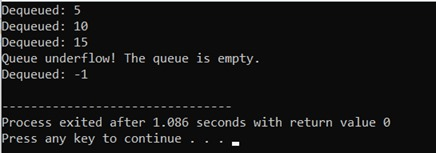 Dequeued: 5
Dequeued: 10
Dequeued: 15
Queue underflow! The queue is empty.
Dequeued: -1
--------------------------------
Process exited after 1.086 seconds with return value 0
Press any key to continue . . .